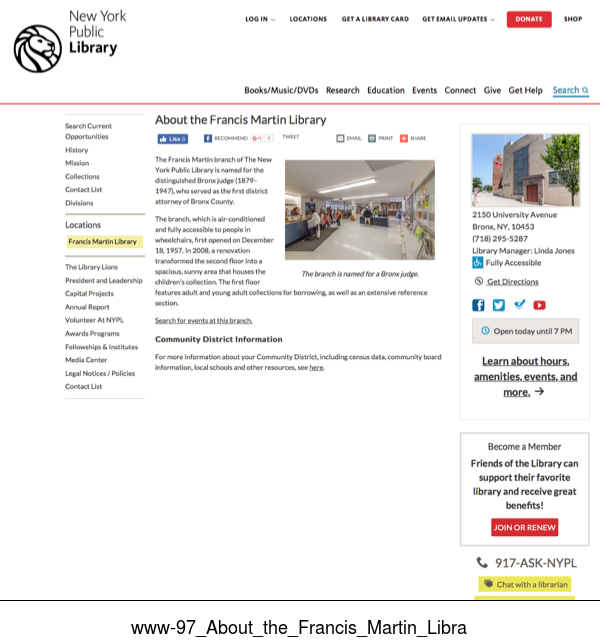 New York
Public
Library
LOG IN
LOCATIONS
GET A LIBRARY CARD
GET EMAIL UPDATES
DONATE
SHOP
Books/Music/DVDs Research Education Events Connect Give Get Help Search
Search Current
Opportunities
History
Mission
Collections
Contact List
Divisions
Locations
Francis Martin Library
The Library Lions
President and Leadership
Capital Projects
Annual Report
Volunteer At NYPL
Awards Programs
Fellowships & Institutes
Media Center
Legal Notices / Policies
Contact List
About the Francis Martin Library
Like 0
RECOMMEND
G+1
0
TWEET
EMAIL
PRINT
SHARE
The Francis Martin branch of The New
York Public Library is named for the
distinguished Bronx judge (1879–
1947), who served as the first district
attorney of Bronx County.
The branch, which is air-conditioned
and fully accessible to people in
wheelchairs, first opened on December
18, 1957. In 2008, a renovation
transformed the second floor into a
spacious, sunny area that houses the
children's collection. The first floor
features adult and young adult collections for borrowing, as well as an extensive reference
section.
The branch is named for a Bronx judge.
Search for events at this branch.
Community District Information
For more information about your Community District, including census data, community board
information, local schools and other resources, see here.
2150 University Avenue
Bronx, NY, 10453
(718) 295-5287
Library Manager: Linda Jones
Fully Accessible
Get Directions
Open today until 7 PM
Learn about hours,
amenities, events, and
more. →
Become a Member
Friends of the Library can
support their favorite
library and receive great
benefits!
JOIN OR RENEW
917-ASK-NYPL
Chat with a librarian
www-97_About_the_Francis_Martin_Libra